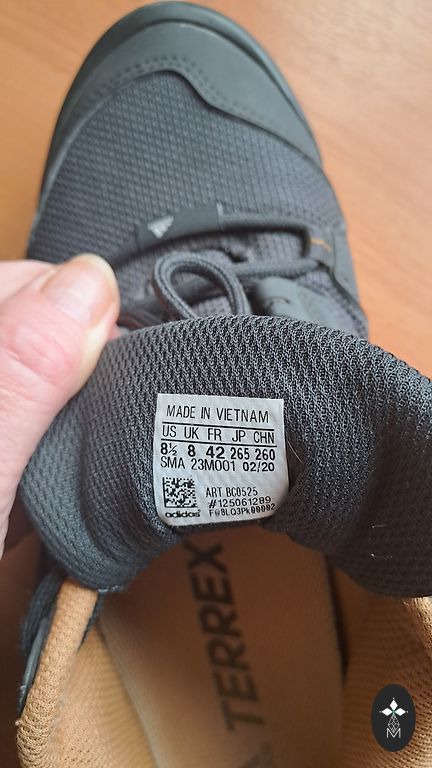 MADE IN VIETNAM
US UK FR JP CHN
8½ 8 42 265 260
SMA 23M001 02/20
ART BC0525
#125061289
adidas
TERREX
M